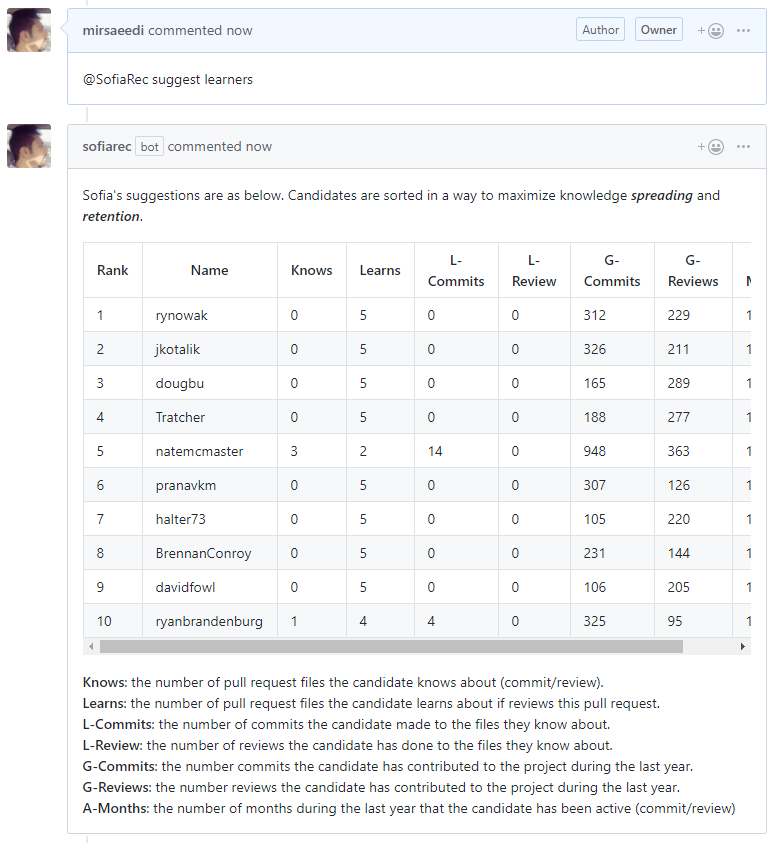 mirsaeedi commented now Author Owner
@SofiaRec suggest learners
sofiarec bot commented now
Sofia's suggestions are as below. Candidates are sorted in a way to maximize knowledge spreading and
retention.
Rank Name Knows Learns L-Commits L-Review G-Commits G-Reviews
1 rynowak 0 5 0 0 312 229 1
2 jkotalik 0 5 0 0 326 211 1
3 dougbu 0 5 0 0 165 289 1
4 Tratcher 0 5 0 0 188 277 1
5 natemcmaster 3 2 14 0 948 363 1
6 pranavkm 0 5 0 0 307 126 1
7 halter73 0 5 0 0 105 220 1
8 BrennanConroy 0 5 0 0 231 144 1
9 davidfowl 0 5 0 0 106 205 1
10 ryanbrandenburg 1 4 4 0 325 95 1
Knows: the number of pull request files the candidate knows about (commit/review).
Learns: the number of pull request files the candidate learns about if reviews this pull request.
L-Commits: the number of commits the candidate made to the files they know about.
L-Review: the number of reviews the candidate has done to the files they know about.
G-Commits: the number commits the candidate has contributed to the project during the last year.
G-Reviews: the number reviews the candidate has contributed to the project during the last year.
A-Months: the number of months during the last year that the candidate has been active (commit/review)